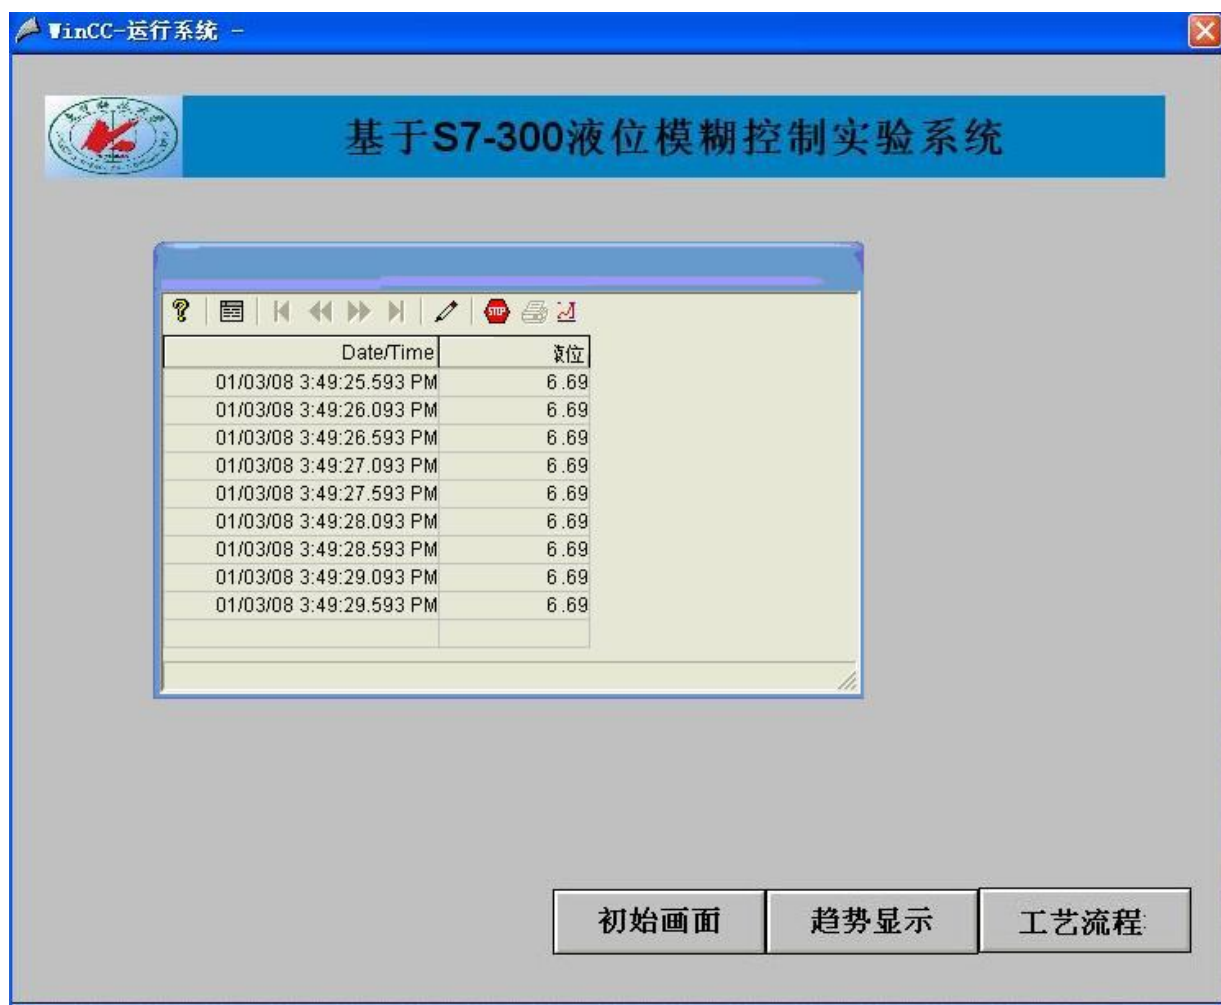 WinCC-运行系统 -
基于S7-300液位模糊控制实验系统
STOP
Date/Time 位
01/03/08 3:49:25.593 PM 6.69
01/03/08 3:49:26.093 PM 6.69
01/03/08 3:49:26.593 PM 6.69
01/03/08 3:49:27.093 PM 6.69
01/03/08 3:49:27.593 PM 6.69
01/03/08 3:49:28.093 PM 6.69
01/03/08 3:49:28.593 PM 6.69
01/03/08 3:49:29.093 PM 6.69
01/03/08 3:49:29.593 PM 6.69
初始画面 趋势显示 工艺流程